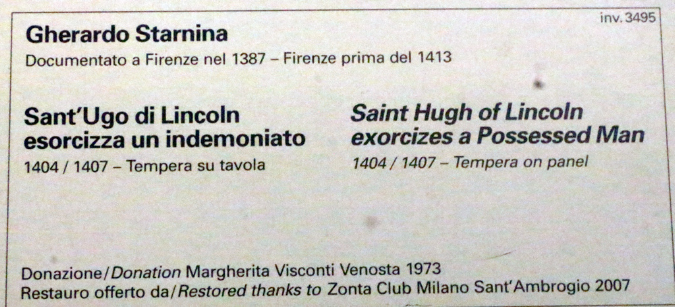 inv. 3495
Gherardo Starnina
Documentato a Firenze nel 1387 – Firenze prima del 1413
Sant'Ugo di Lincoln
esorcizza un indemoniato
1404 / 1407 – Tempera su tavola
Saint Hugh of Lincoln
exorcizes a Possessed Man
1404 / 1407 – Tempera on panel
Donazione/Donation Margherita Visconti Venosta 1973
Restauro offerto da/Restored thanks to Zonta Club Milano Sant'Ambrogio 2007